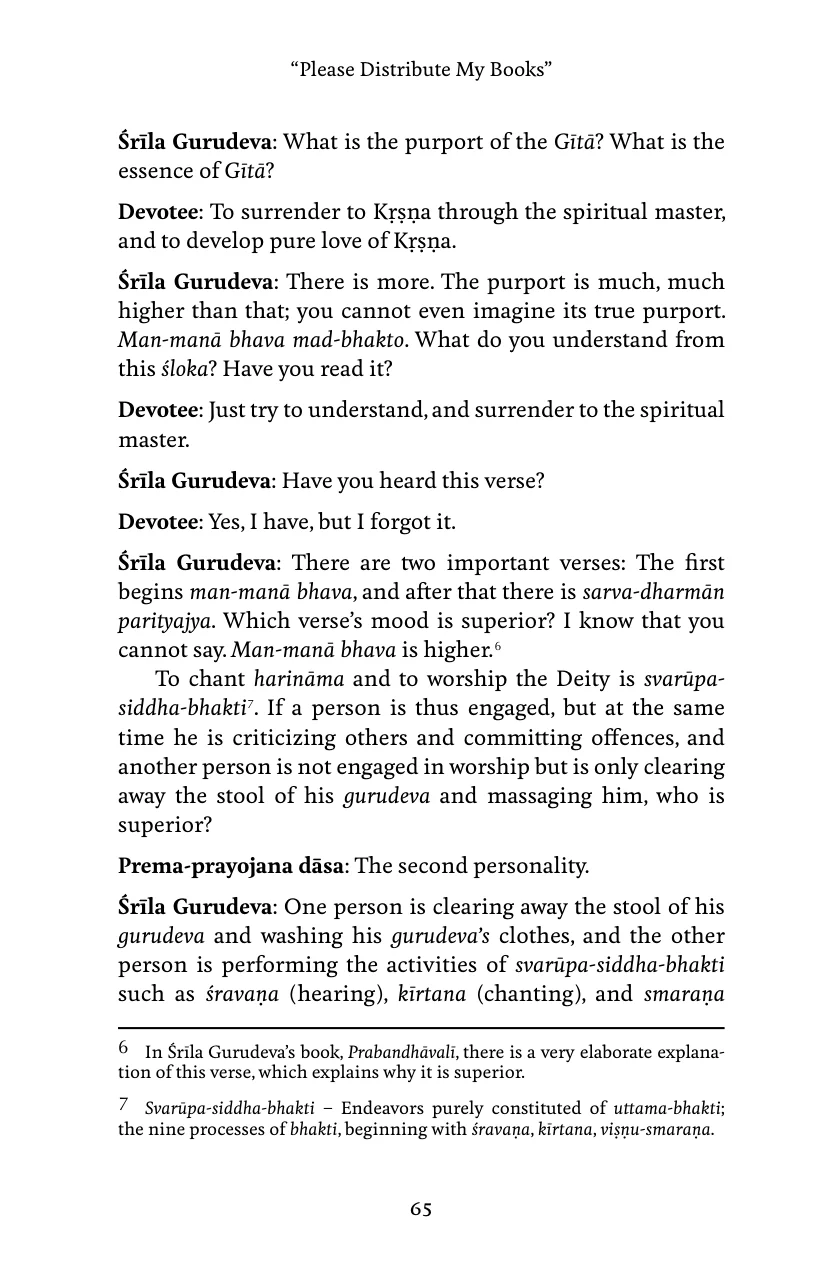 “Please Distribute My Books”
Śrīla Gurudeva: What is the purport of the Gītā? What is the
essence of Gītā?
Devotee: To surrender to Kṛṣṇa through the spiritual master,
and to develop pure love of Kṛṣṇa.
Śrīla Gurudeva: There is more. The purport is much, much
higher than that; you cannot even imagine its true purport.
Man-manā bhava mad-bhakto. What do you understand from
this śloka? Have you read it?
Devotee: Just try to understand, and surrender to the spiritual
master.
Śrīla Gurudeva: Have you heard this verse?
Devotee: Yes, I have, but I forgot it.
Śrīla Gurudeva: There are two important verses: The first
begins man-manā bhava, and after that there is sarva-dharmān
parityajya. Which verse’s mood is superior? I know that you
cannot say. Man-manā bhava is higher.⁶
To chant harināma and to worship the Deity is svarūpa-
siddha-bhakti⁷. If a person is thus engaged, but at the same
time he is criticizing others and committing offences, and
another person is not engaged in worship but is only clearing
away the stool of his gurudeva and massaging him, who is
superior?
Prema-prayojana dāsa: The second personality.
Śrīla Gurudeva: One person is clearing away the stool of his
gurudeva and washing his gurudeva’s clothes, and the other
person is performing the activities of svarūpa-siddha-bhakti
such as śravaṇa (hearing), kīrtana (chanting), and smaraṇa
6 In Śrīla Gurudeva’s book, Prabandhāvalī, there is a very elaborate explana-
tion of this verse, which explains why it is superior.
7 Svarūpa-siddha-bhakti – Endeavors purely constituted of uttama-bhakti;
the nine processes of bhakti, beginning with śravaṇa, kīrtana, viṣṇu-smaraṇa.
65